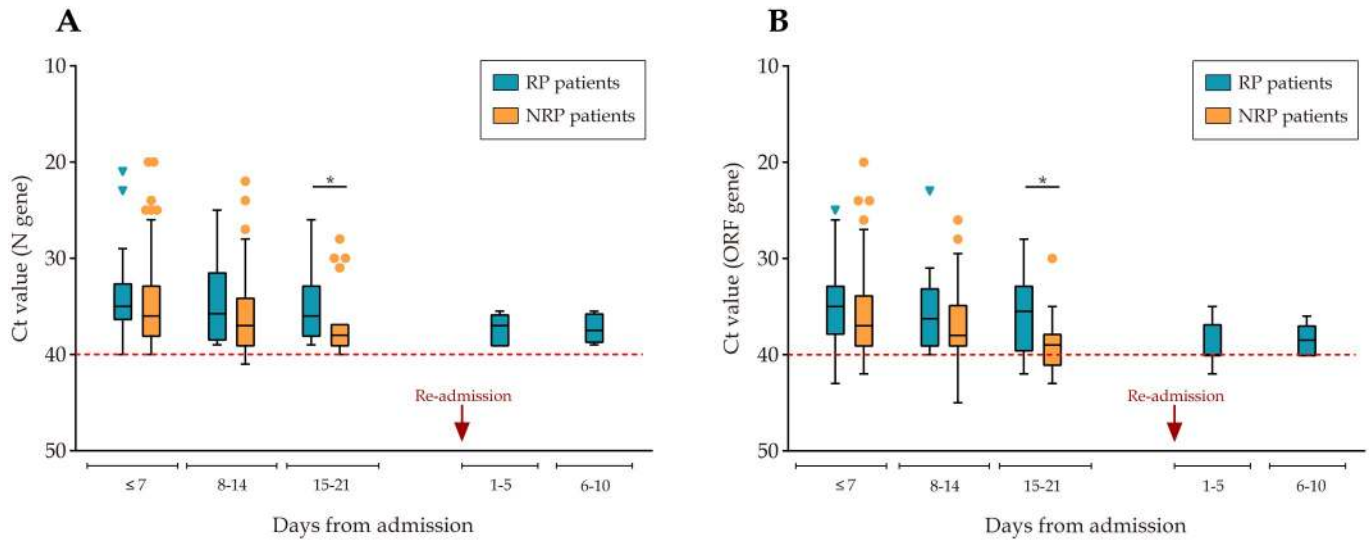 A
Ct value (N gene)
10
20
30
40
50
RP patients
NRP patients
*
Re-admission
≤ 7
8-14
15-21
1-5
6-10
Days from admission
B
Ct value (ORF gene)
10
20
30
40
50
RP patients
NRP patients
*
Re-admission
≤ 7
8-14
15-21
1-5
6-10
Days from admission